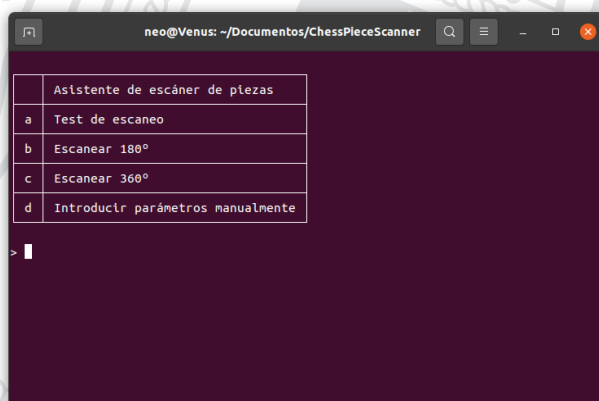 neo@Venus: ~/Documentos/ChessPieceScanner
Asistente de escáner de piezas
a Test de escaneo
b Escanear 180º
c Escanear 360º
d Introducir parámetros manualmente
>